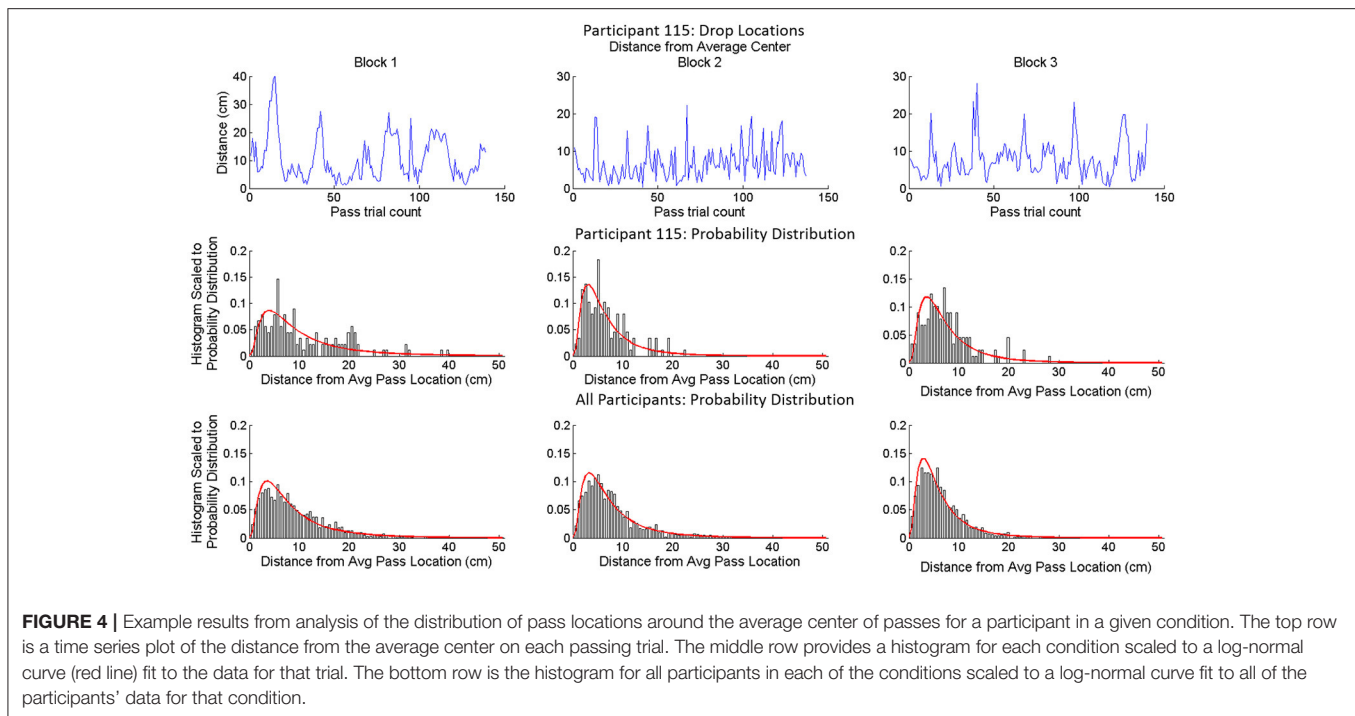 Participant 115: Drop Locations
Distance from Average Center
Block 1 Block 2 Block 3
40 40 40
30 30 30
20 20 20
10 10 10
0 0 0
0 50 100 150 0 50 100 150 0 50 100 150
Distance (cm)
Pass trial count Pass trial count Pass trial count
Participant 115: Probability Distribution
0.2 0.2 0.2
0.15 0.15 0.15
0.1 0.1 0.1
0.05 0.05 0.05
0 0 0
0 10 20 30 40 50 0 10 20 30 40 50 0 10 20 30 40 50
Histogram Scaled to
Probability Distribution
Distance from Avg Pass Location (cm) Distance from Avg Pass Location (cm) Distance from Avg Pass Location (cm)
All Participants: Probability Distribution
0.2 0.2 0.2
0.15 0.15 0.15
0.1 0.1 0.1
0.05 0.05 0.05
0 0 0
0 10 20 30 40 50 0 10 20 30 40 50 0 10 20 30 40 50
Histogram Scaled to
Probability Distribution
Distance from Avg Pass Location (cm) Distance from Avg Pass Location Distance from Avg Pass Location (cm)
FIGURE 4 | Example results from analysis of the distribution of pass locations around the average center of passes for a participant in a given condition. The top row
is a time series plot of the distance from the average center on each passing trial. The middle row provides a histogram for each condition scaled to a log-normal
curve (red line) fit to the data for that trial. The bottom row is the histogram for all participants in each of the conditions scaled to a log-normal curve fit to all of the
participants' data for that condition.